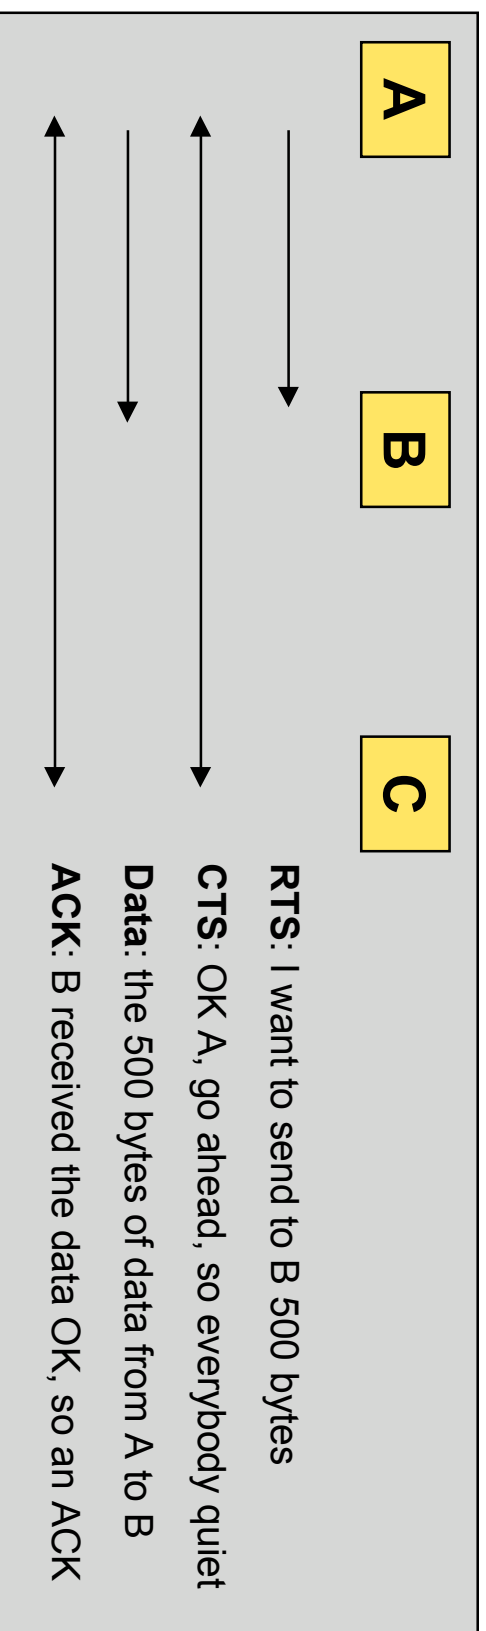 A
B
C
RTS: I want to send to B 500 bytes
CTS: OK A, go ahead, so everybody quiet
Data: the 500 bytes of data from A to B
ACK: B received the data OK, so an ACK